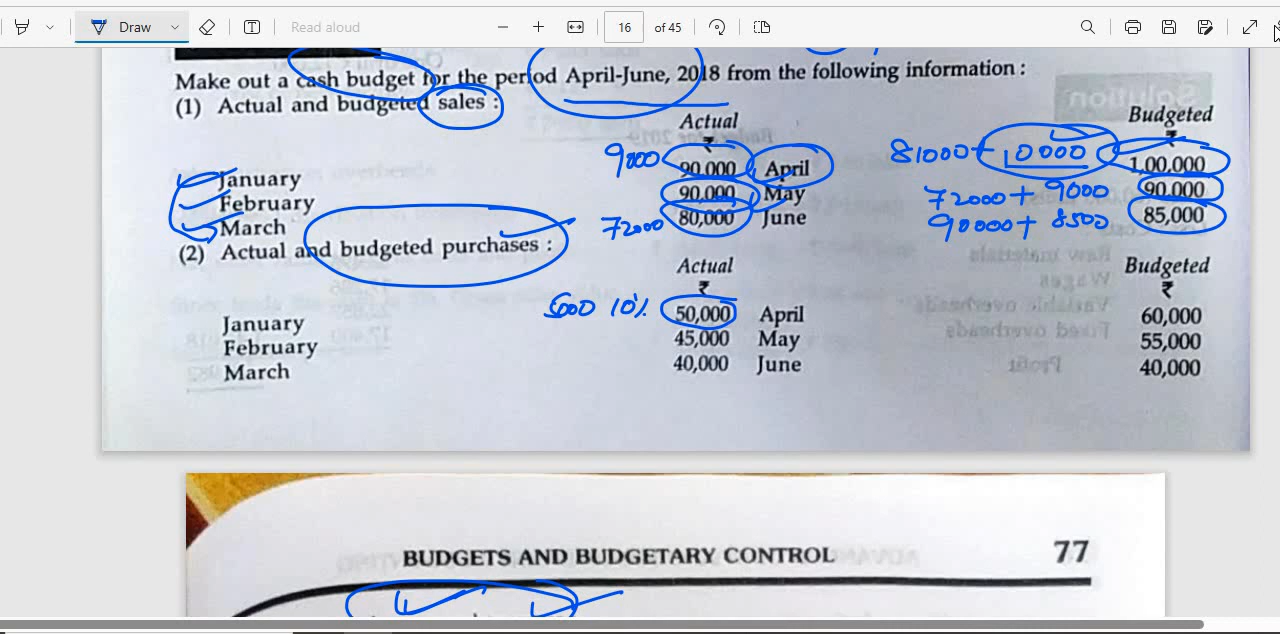 Draw Read aloud 16 of 45
Make out a cash budget for the period April-June, 2018 from the following information :
(1) Actual and budgeted sales :
Actual Budgeted
₹ ₹
9000 90,000 April 81000+ 10000 1,00,000
January
90,000 May 72000 + 9000 90,000
February
72000 80,000 June 90000+ 8500 85,000
March
(2) Actual and budgeted purchases :
Actual Budgeted
₹ ₹
5000 10% 50,000 April 60,000
January
45,000 May 55,000
February
40,000 June 40,000
March
BUDGETS AND BUDGETARY CONTROL 77